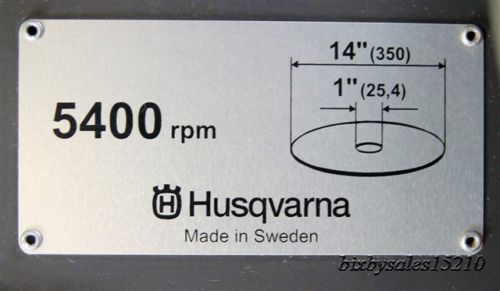 14" (350)
1" (25,4)
5400 rpm
H Husqvarna
Made in Sweden
bixbysales15210